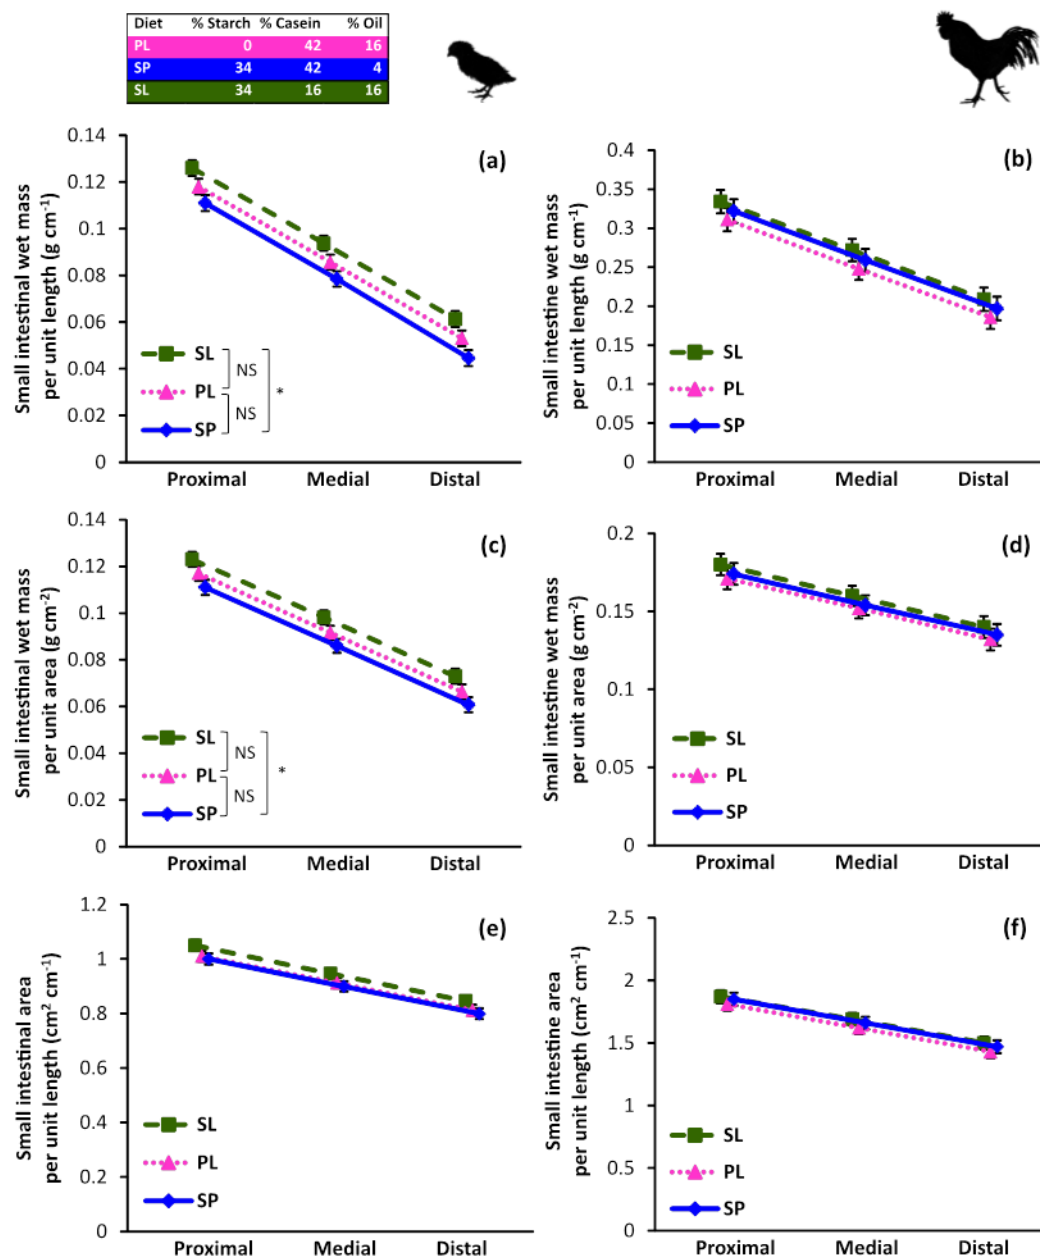 Diet % Starch % Casein % Oil
PL 0 42 16
SP 34 42 4
SL 34 16 16
(a)
Small intestinal wet mass
per unit length (g cm-1)
0.14
0.12
0.1
0.08
0.06
0.04
0.02
0
SL
PL
SP
NS
NS
*
Proximal Medial Distal
(b)
Small intestine wet mass
per unit length (g cm-1)
0.4
0.35
0.3
0.25
0.2
0.15
0.1
0.05
0
SL
PL
SP
Proximal Medial Distal
(c)
Small intestinal wet mass
per unit area (g cm-2)
0.14
0.12
0.1
0.08
0.06
0.04
0.02
0
SL
PL
SP
NS
NS
*
Proximal Medial Distal
(d)
Small intestine wet mass
per unit area (g cm-2)
0.2
0.15
0.1
0.05
0
SL
PL
SP
Proximal Medial Distal
(e)
Small intestinal area
per unit length (cm2 cm-1)
1.2
1
0.8
0.6
0.4
0.2
0
SL
PL
SP
Proximal Medial Distal
(f)
Small intestine area
per unit length (cm2 cm-1)
2.5
2
1.5
1
0.5
0
SL
PL
SP
Proximal Medial Distal